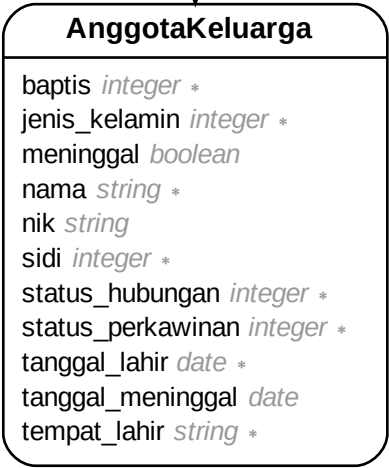 AnggotaKeluarga
baptis integer *
jenis_kelamin integer *
meninggal boolean
nama string *
nik string
sidi integer *
status_hubungan integer *
status_perkawinan integer *
tanggal_lahir date *
tanggal_meninggal date
tempat_lahir string *